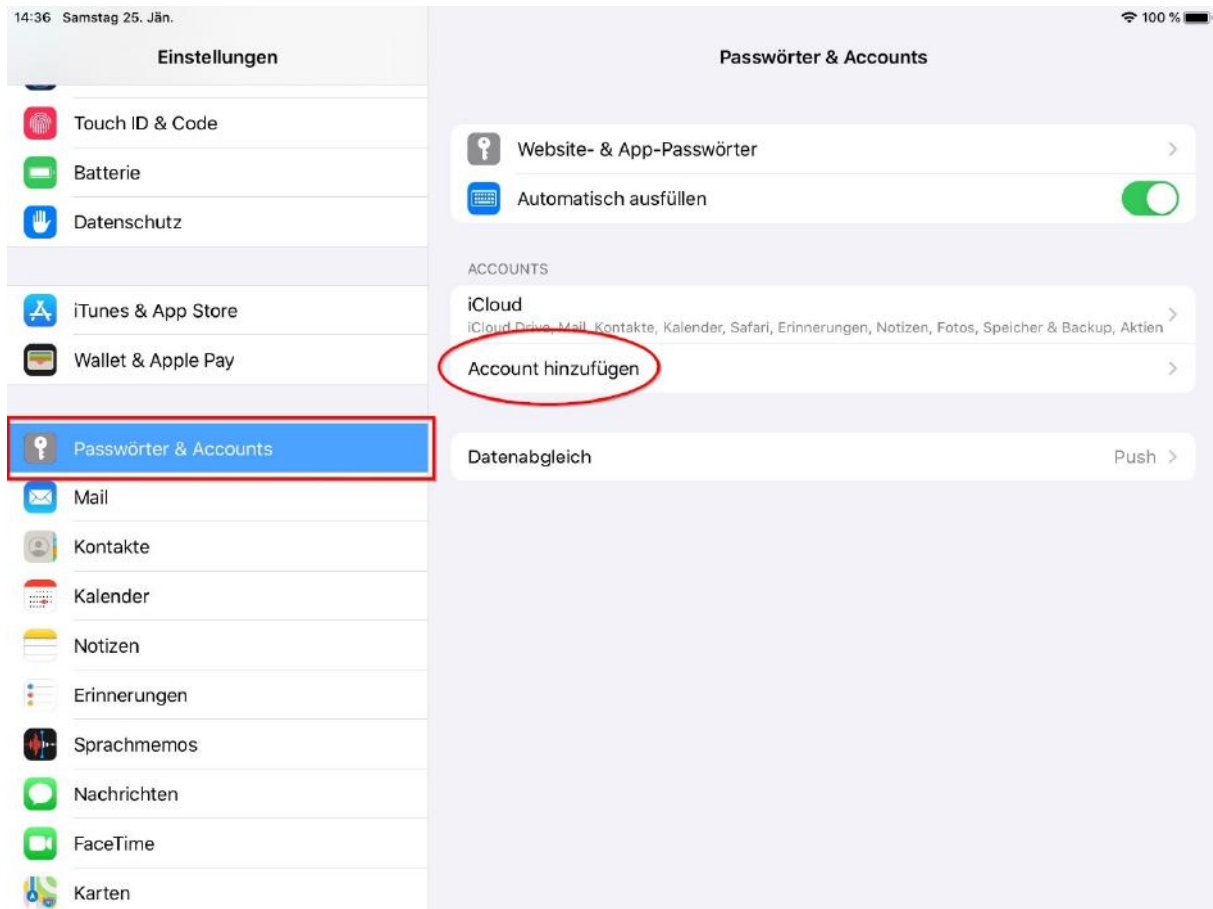 14:36 Samstag 25. Jän.
100 %
Einstellungen
Touch ID & Code
Batterie
Datenschutz
iTunes & App Store
Wallet & Apple Pay
Passwörter & Accounts
Mail
Kontakte
Kalender
Notizen
Erinnerungen
Sprachmemos
Nachrichten
FaceTime
Karten
Passwörter & Accounts
Website- & App-Passwörter
Automatisch ausfüllen
ACCOUNTS
iCloud
iCloud Drive, Mail, Kontakte, Kalender, Safari, Erinnerungen, Notizen, Fotos, Speicher & Backup, Aktien
Account hinzufügen
Datenabgleich
Push